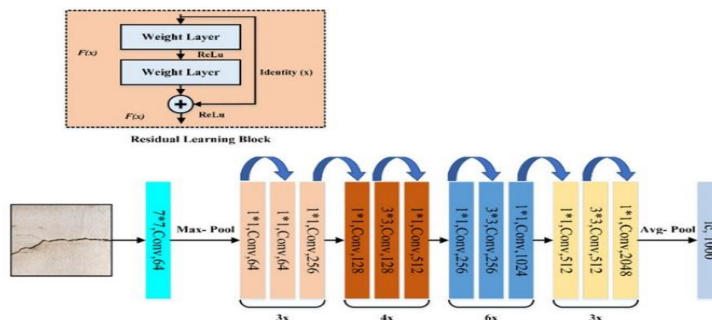 F(x)
Weight Layer
ReLu
Weight Layer
Identity (x)
F(x)
ReLu
Residual Learning Block
7*7,Conv,64
Max- Pool
1*1,Conv,64
1*1,Conv,64
1*1,Conv,256
3x
1*1,Conv,128
3*3,Conv,128
1*1,Conv,512
4x
1*1,Conv,256
3*3,Conv,256
1*1,Conv,1024
6x
1*1,Conv,512
3*3,Conv,512
1*1,Conv,2048
3x
Avg- Pool
fc,1000